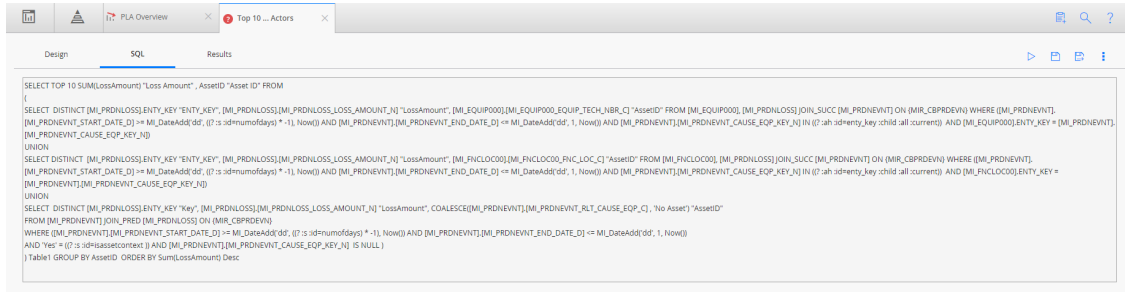 PLA Overview
Top 10 ... Actors
Design
SQL
Results
SELECT TOP 10 SUM(LossAmount) "Loss Amount" , AssetID "Asset ID" FROM
(
SELECT DISTINCT [MI_PRDNLOSS].ENTY_KEY "ENTY_KEY", [MI_PRDNLOSS].[MI_PRDNLOSS_LOSS_AMOUNT_N] "LossAmount", [MI_EQUIP000].[MI_EQUIP000_EQUIP_TECH_NBR_C] "AssetID" FROM [MI_EQUIP000], [MI_PRDNLOSS] JOIN_SUCC [MI_PRDNEVNT] ON {MIR_CBPRDEVN} WHERE ([MI_PRDNEVNT].
[MI_PRDNEVNT_START_DATE_D] >= MI_DateAdd('dd', ((? :s :id=numofdays) * -1), Now()) AND [MI_PRDNEVNT].[MI_PRDNEVNT_END_DATE_D] <= MI_DateAdd('dd', 1, Now()) AND [MI_PRDNEVNT].[MI_PRDNEVNT_CAUSE_EQP_KEY_N] IN ((? :ah :id=enty_key :child :all :current)) AND [MI_EQUIP000].ENTY_KEY = [MI_PRDNEVNT].
[MI_PRDNEVNT_CAUSE_EQP_KEY_N])
UNION
SELECT DISTINCT [MI_PRDNLOSS].ENTY_KEY "ENTY_KEY", [MI_PRDNLOSS].[MI_PRDNLOSS_LOSS_AMOUNT_N] "LossAmount", [MI_FNCLOC00].[MI_FNCLOC00_FNC_LOC_C] "AssetID" FROM [MI_FNCLOC00], [MI_PRDNLOSS] JOIN_SUCC [MI_PRDNEVNT] ON {MIR_CBPRDEVN} WHERE ([MI_PRDNEVNT].
[MI_PRDNEVNT_START_DATE_D] >= MI_DateAdd('dd', ((? :s :id=numofdays) * -1), Now()) AND [MI_PRDNEVNT].[MI_PRDNEVNT_END_DATE_D] <= MI_DateAdd('dd', 1, Now()) AND [MI_PRDNEVNT].[MI_PRDNEVNT_CAUSE_EQP_KEY_N] IN ((? :ah :id=enty_key :child :all :current)) AND [MI_FNCLOC00].ENTY_KEY =
[MI_PRDNEVNT].[MI_PRDNEVNT_CAUSE_EQP_KEY_N])
UNION
SELECT DISTINCT [MI_PRDNLOSS].ENTY_KEY "Key", [MI_PRDNLOSS].[MI_PRDNLOSS_LOSS_AMOUNT_N] "LossAmount", COALESCE([MI_PRDNEVNT].[MI_PRDNEVNT_RLT_CAUSE_EQP_C] , 'No Asset') "AssetID"
FROM [MI_PRDNEVNT] JOIN_PRED [MI_PRDNLOSS] ON {MIR_CBPRDEVN}
WHERE ([MI_PRDNEVNT].[MI_PRDNEVNT_START_DATE_D] >= MI_DateAdd('dd', ((? :s :id=numofdays) * -1), Now()) AND [MI_PRDNEVNT].[MI_PRDNEVNT_END_DATE_D] <= MI_DateAdd('dd', 1, Now())
AND 'Yes' = ((? :s :id=isassetcontext )) AND [MI_PRDNEVNT].[MI_PRDNEVNT_CAUSE_EQP_KEY_N] IS NULL )
) Table1 GROUP BY AssetID ORDER BY Sum(LossAmount) Desc